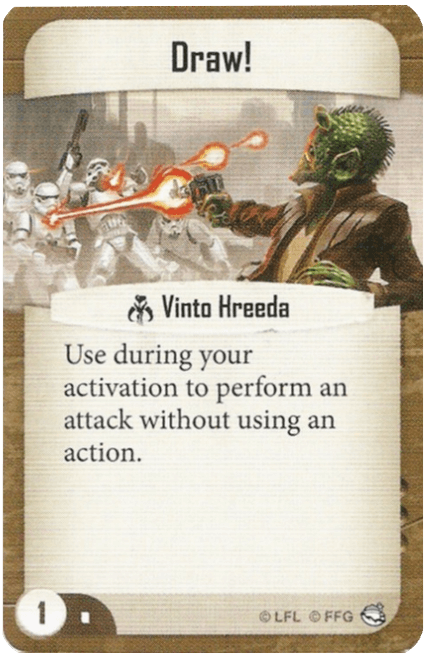 Draw!
Vinto Hreeda
Use during your
activation to perform an
attack without using an
action.
1
©LFL ©FFG